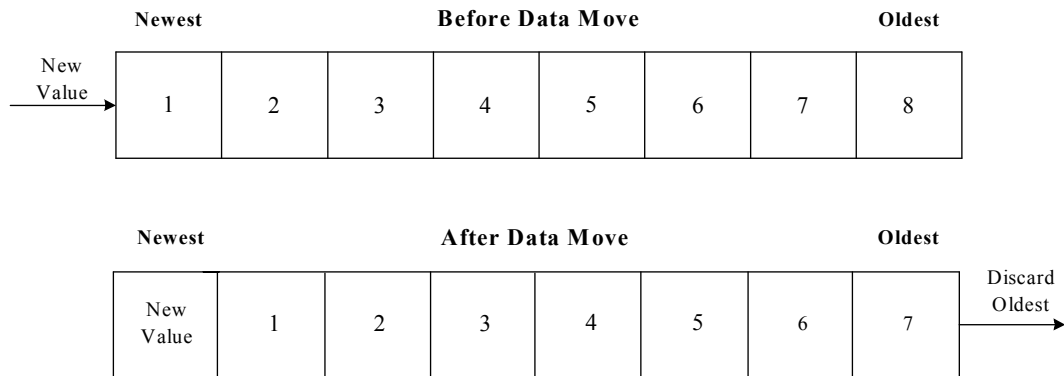 Newest Before Data Move Oldest
New
Value
1 2 3 4 5 6 7 8
Newest After Data Move Oldest
New
Value
1 2 3 4 5 6 7
Discard
Oldest